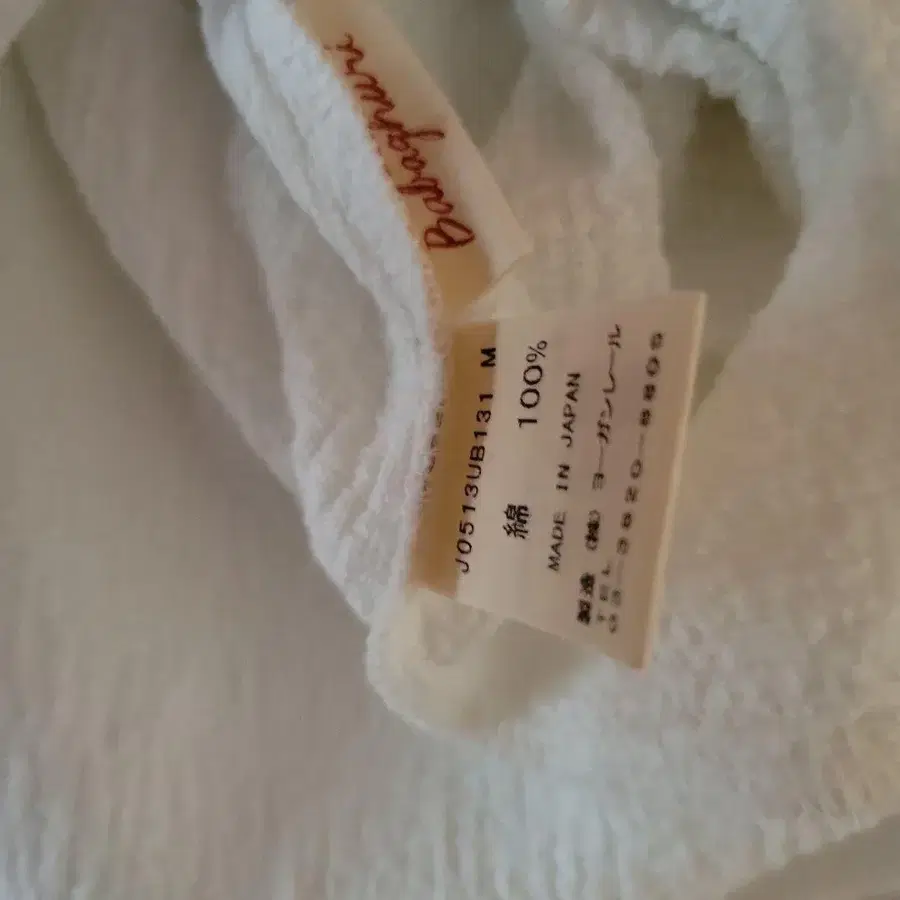 Babaghuri
J0513UB131 M
綿 100%
MADE IN JAPAN
製造 (株) ヨーガンレール
TEL
03-3820-8805